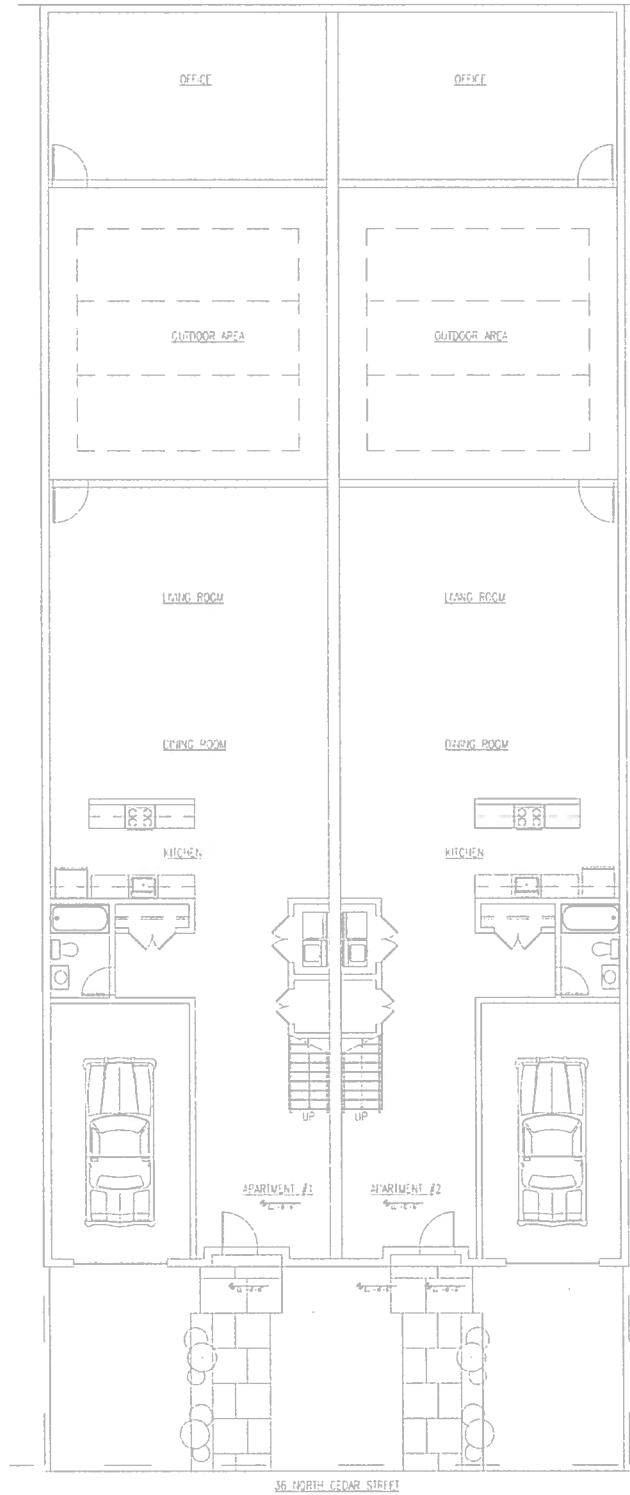 OFFICE
OFFICE
OUTDOOR AREA
OUTDOOR AREA
LIVING ROOM
LIVING ROOM
DINING ROOM
DINING ROOM
KITCHEN
KITCHEN
UP
UP
APARTMENT #1
APARTMENT #2
36 NORTH CEDAR STREET